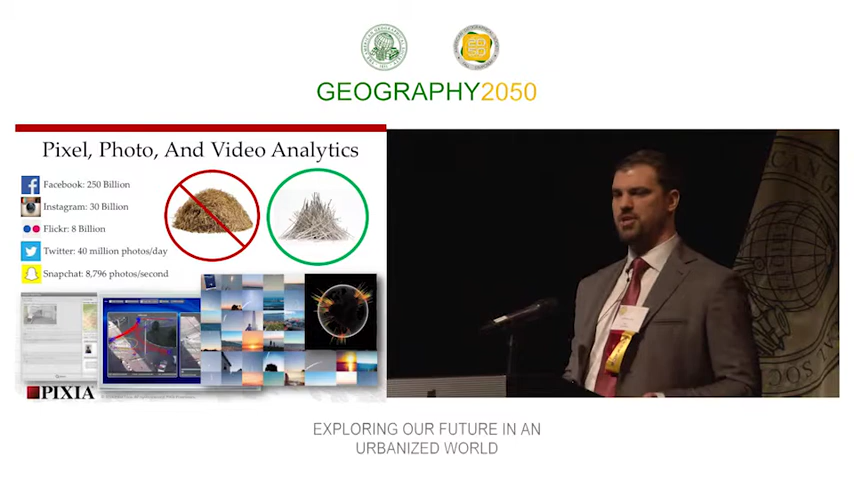 GEOGRAPHY2050
Pixel, Photo, And Video Analytics
Facebook: 250 Billion
Instagram: 30 Billion
Flickr: 8 Billion
Twitter: 40 million photos/day
Snapchat: 8,796 photos/second
PIXIA
EXPLORING OUR FUTURE IN AN
URBANIZED WORLD